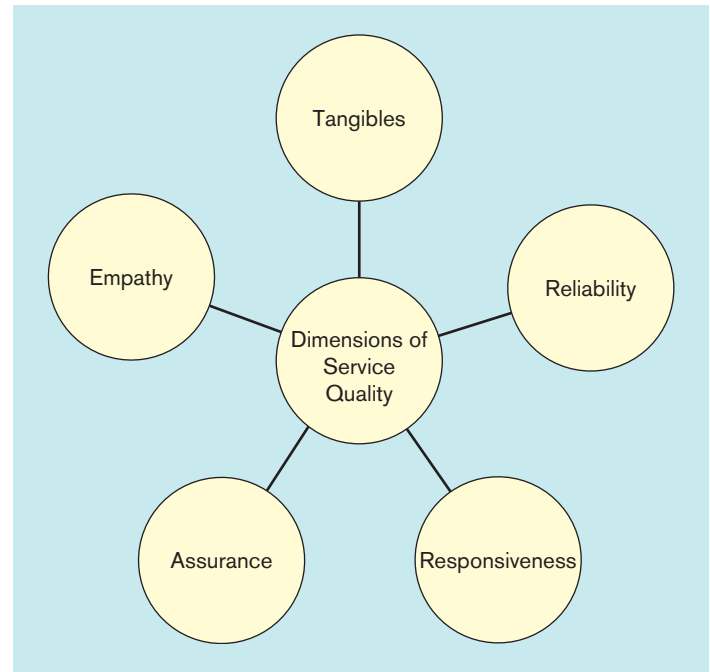 Tangibles
Empathy
Reliability
Dimensions of
Service
Quality
Assurance
Responsiveness